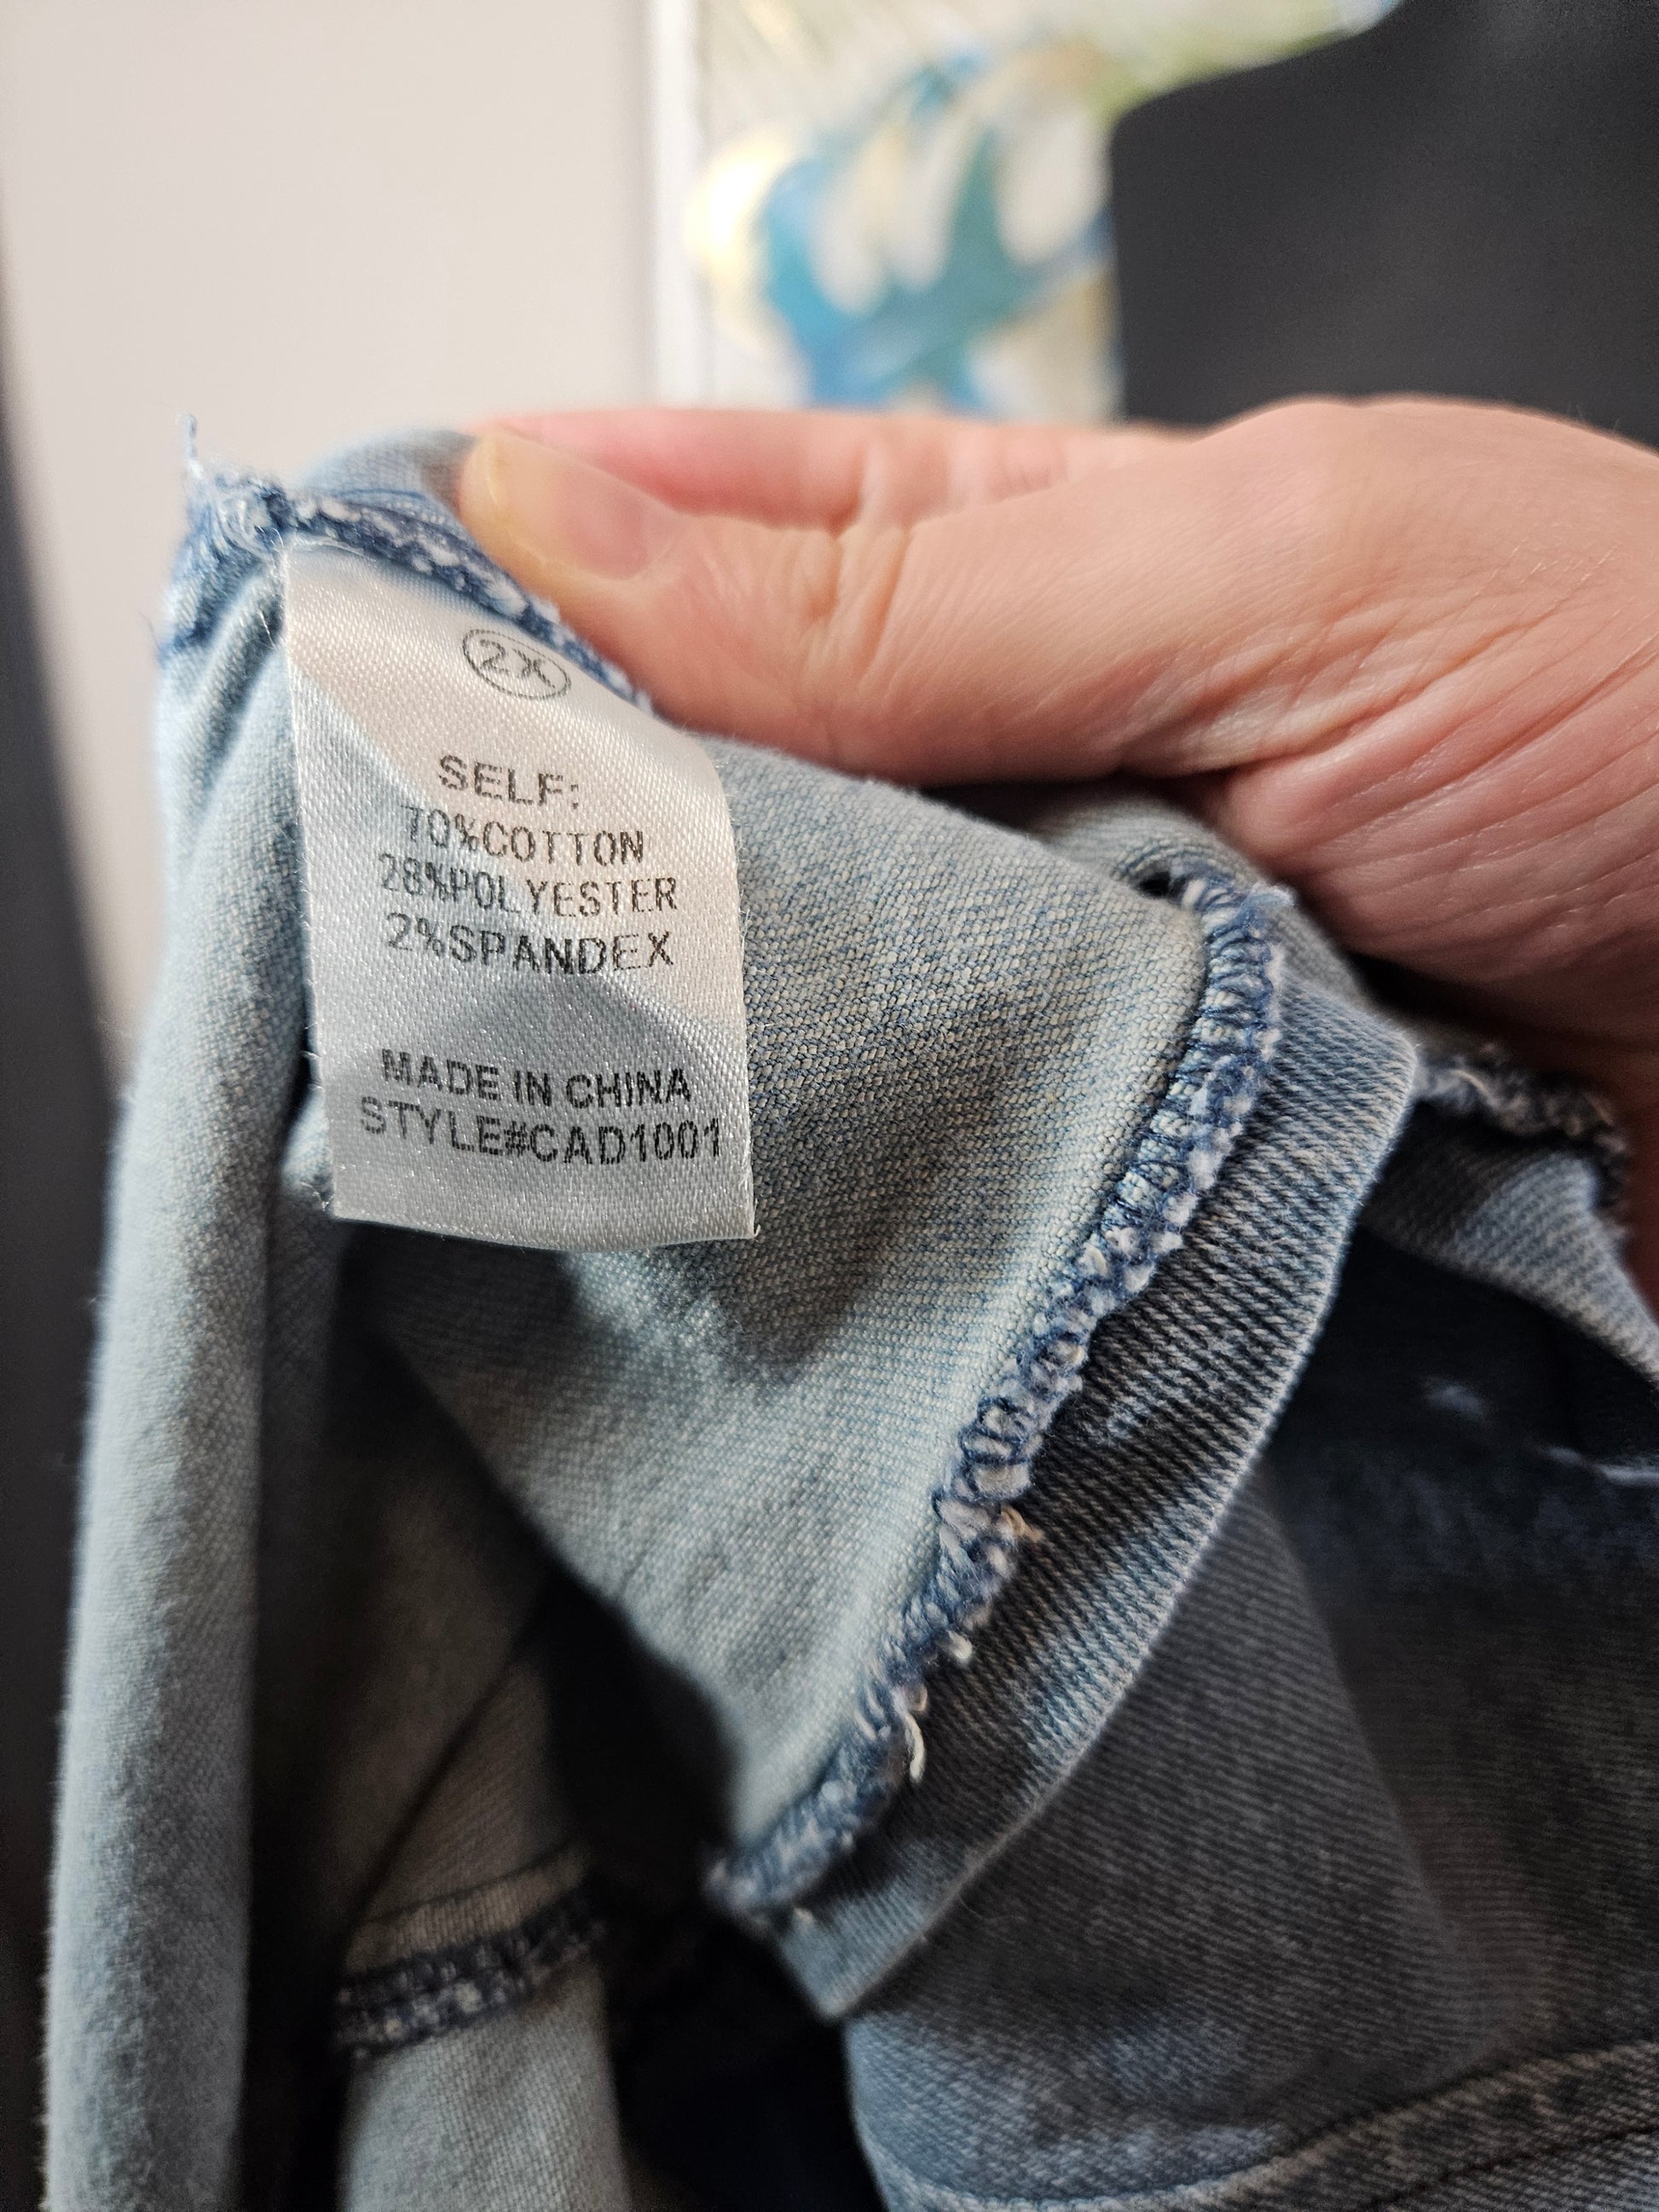 2X
SELF:
70%COTTON
28%POLYESTER
2%SPANDEX
MADE IN CHINA
STYLE#CAD1001